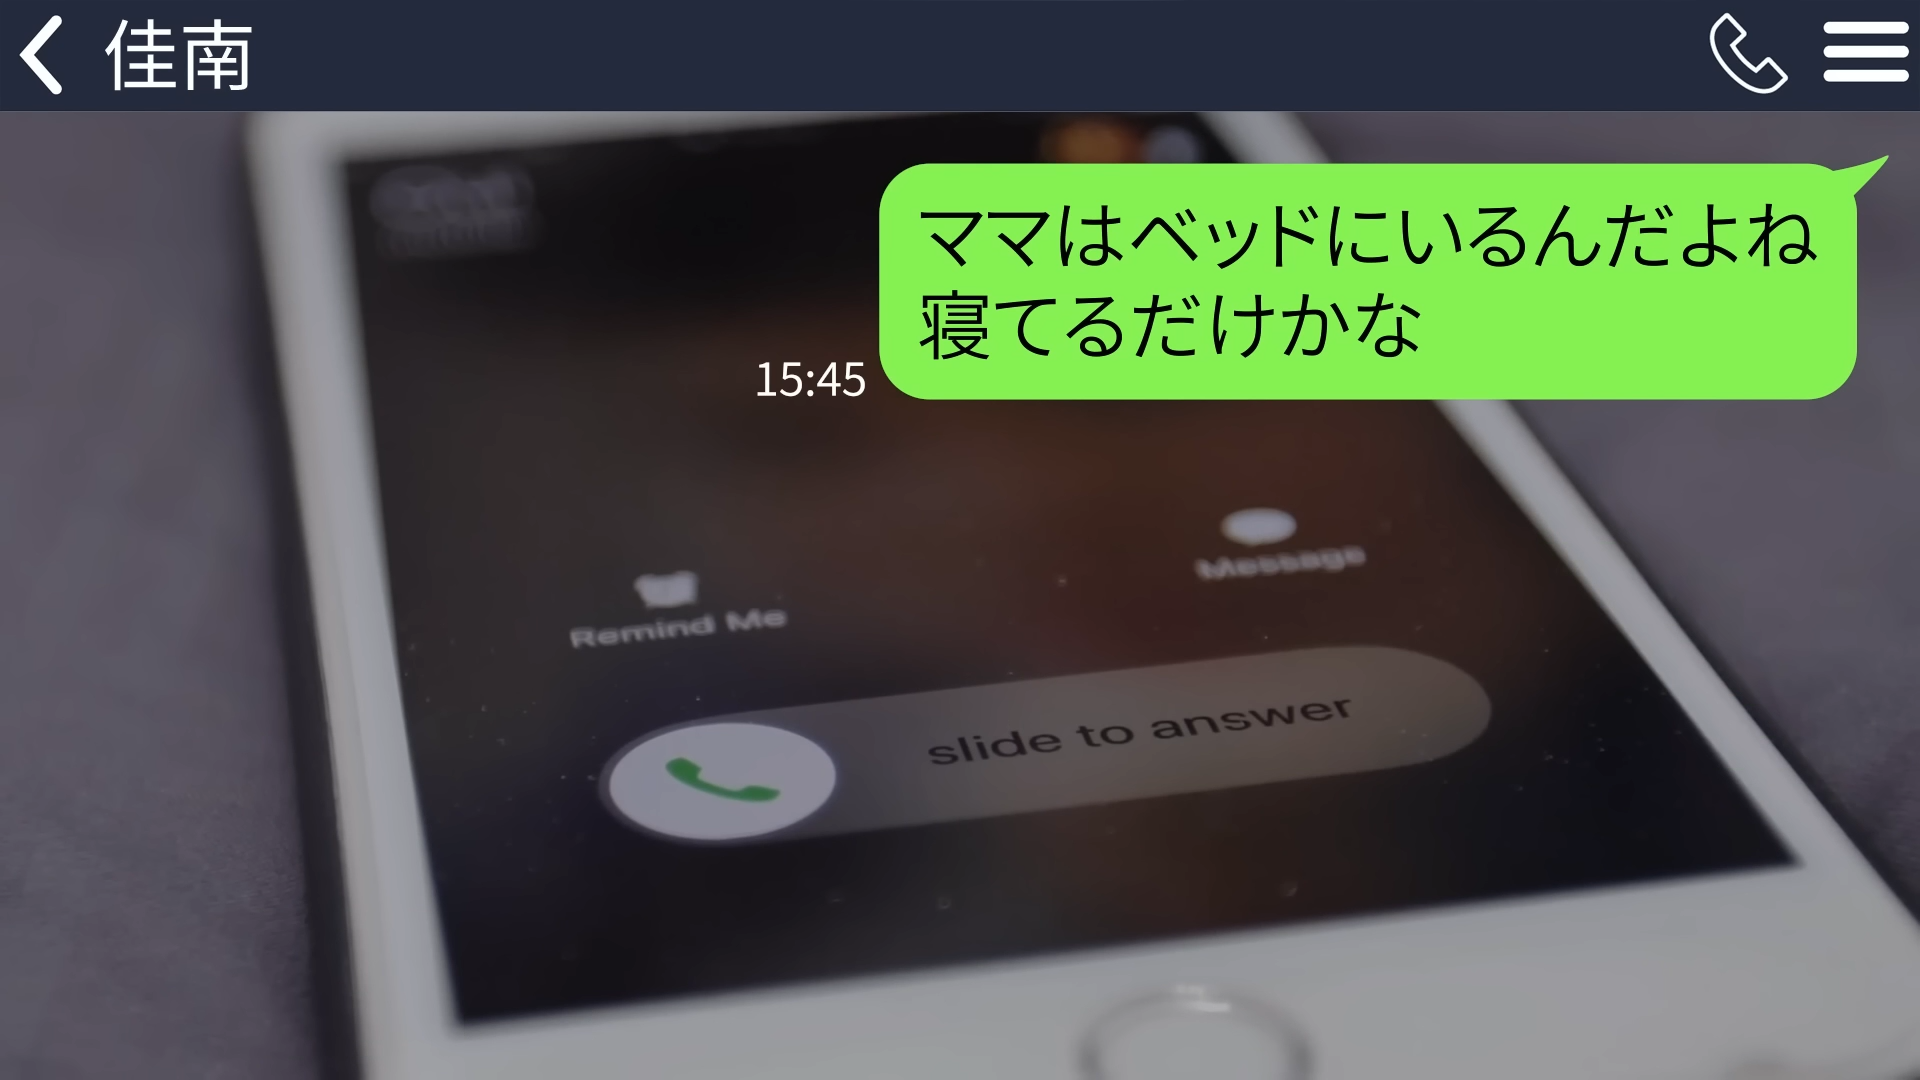 佳南
ママはベッドにいるんだよね
寝てるだけかな
15:45
Message
Remind Me
slide to answer